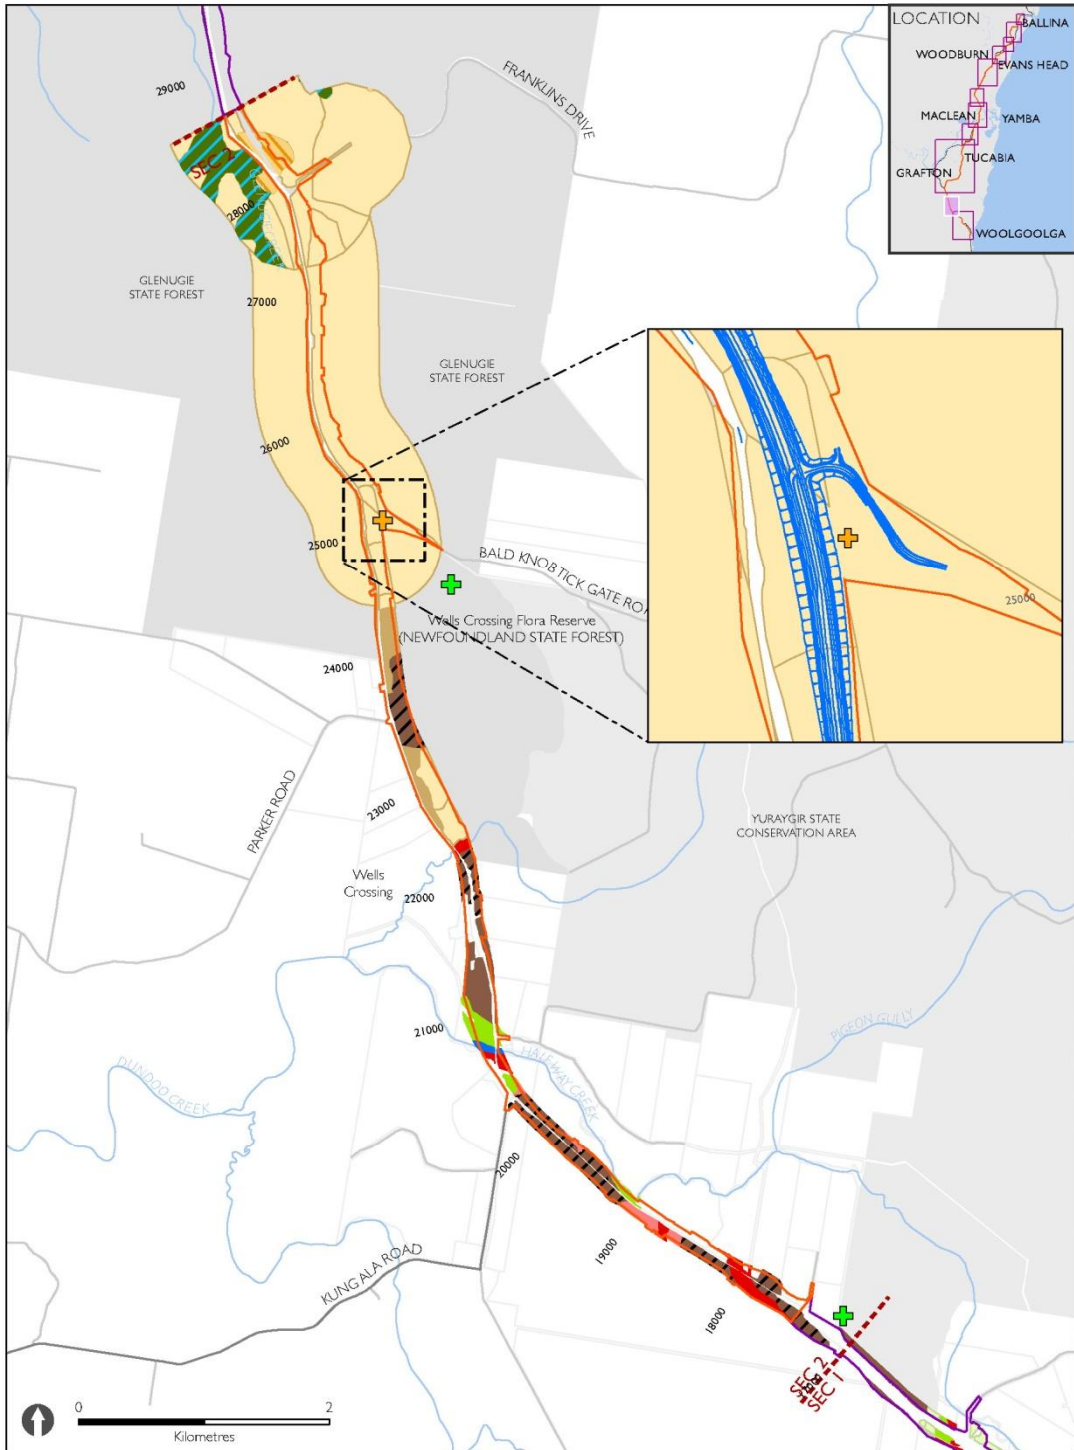 LOCATION
BALLINA
WOODBURN
EVANS HEAD
MACLEAN
YAMBA
TUCABIA
GRAFTON
WOOLGOOLGA
29000
FRANKLINS DRIVE
SEC 2
28000
GLENUGIE
STATE FOREST
27000
GLENUGIE
STATE FOREST
26000
25000
BALD KNOB TICK GATE RO
25000
Wells Crossing Flora Reserve
(NEWFOUNDLAND STATE FOREST)
24000
PARKER ROAD
23000
YURAYGIR STATE
CONSERVATION AREA
Wells
Crossing
22000
21000
PIGEON GULLY
HALFWAY CREEK
DUNDOO CREEK
20000
19000
KUNGALA ROAD
18000
SEC 2
SEC 1
0
2
Kilometres